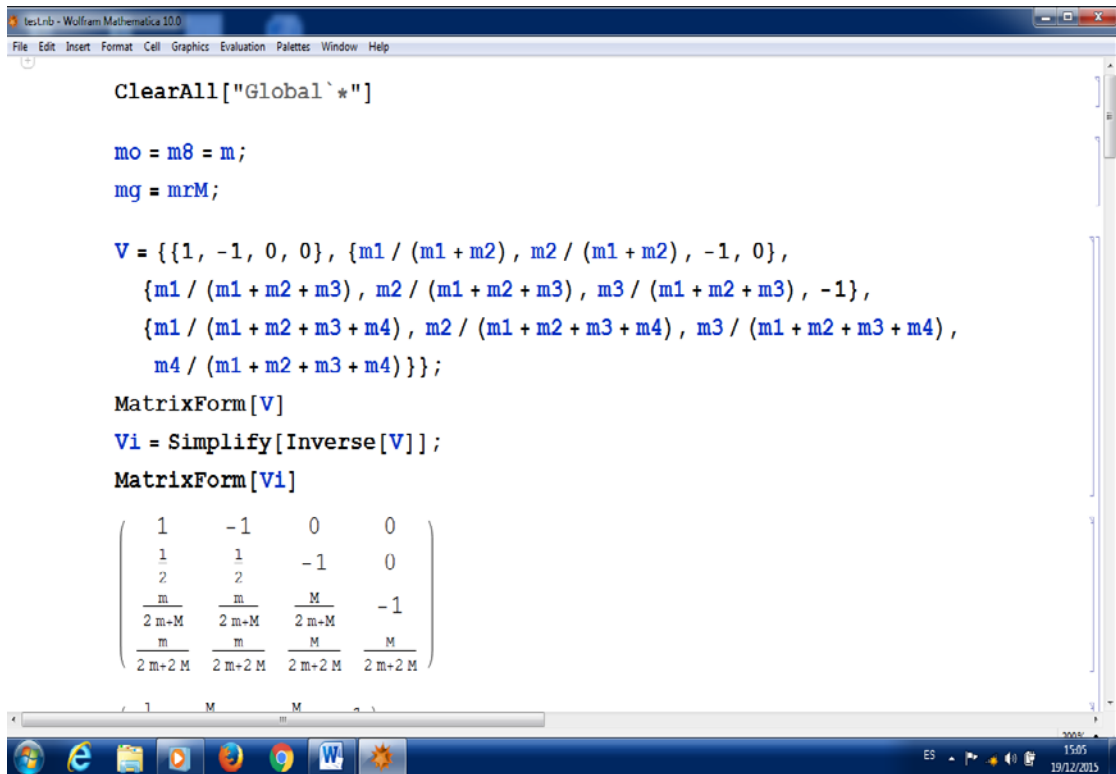 test.nb - Wolfram Mathematica 10.0
File Edit Insert Format Cell Graphics Evaluation Palettes Window Help
ClearAll["Global`*"]
mo = m8 = m;
mg = mrM;
V = {{1, -1, 0, 0}, {m1 / (m1 + m2), m2 / (m1 + m2), -1, 0},
{m1 / (m1 + m2 + m3), m2 / (m1 + m2 + m3), m3 / (m1 + m2 + m3), -1},
{m1 / (m1 + m2 + m3 + m4), m2 / (m1 + m2 + m3 + m4), m3 / (m1 + m2 + m3 + m4),
m4 / (m1 + m2 + m3 + m4)}};
MatrixForm[V]
Vi = Simplify[Inverse[V]];
MatrixForm[Vi]
1 -1 0 0
1/2 1/2 -1 0
m/(2 m+M) m/(2 m+M) M/(2 m+M) -1
m/(2 m+2 M) m/(2 m+2 M) M/(2 m+2 M) M/(2 m+2 M)
1 M M
200%
ES 15:05
19/12/2015